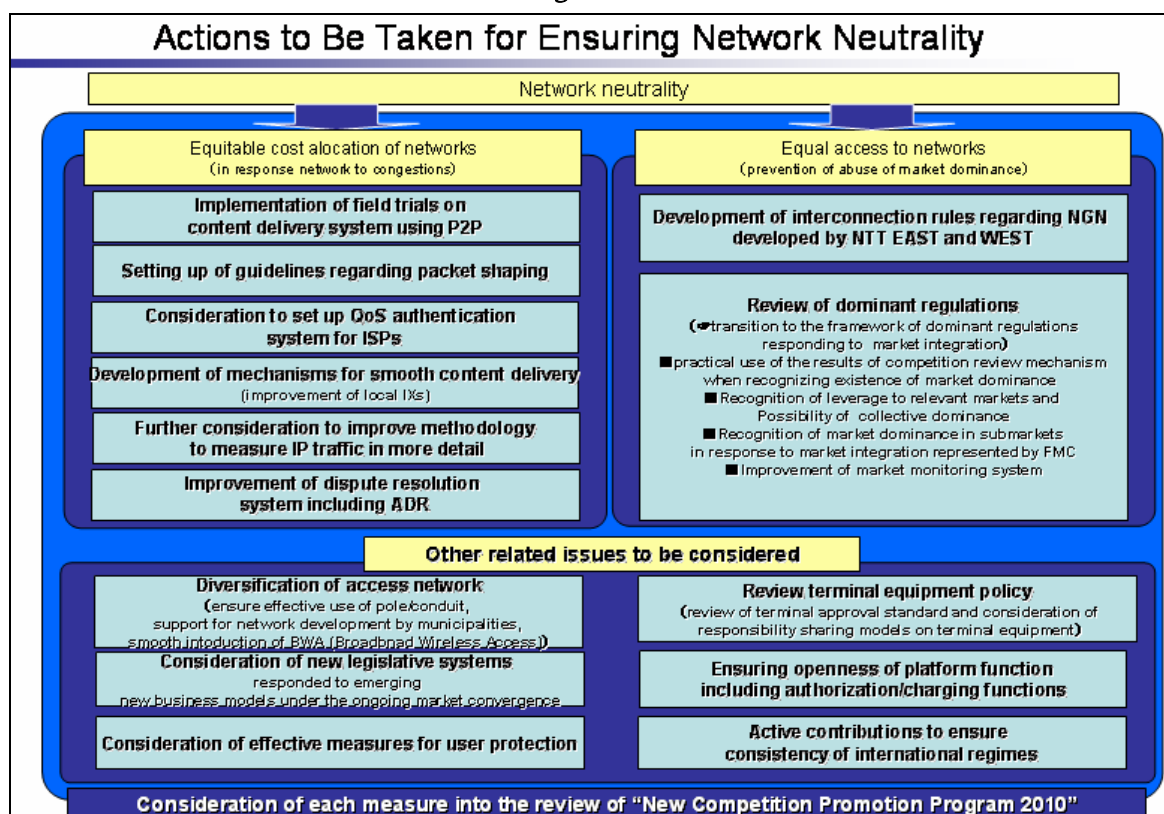 Actions to Be Taken for Ensuring Network Neutrality
Network neutrality
Equitable cost alocation of networks
(in response network to congestions)
Implementation of field trials on
content delivery system using P2P
Setting up of guidelines regarding packet shaping
Consideration to set up QoS authentication
system for ISPs
Development of mechanisms for smooth content delivery
(improvement of local IXs)
Further consideration to improve methodology
to measure IP traffic in more detail
Improvement of dispute resolution
system including ADR
Equal access to networks
(prevention of abuse of market dominance)
Development of interconnection rules regarding NGN
developed by NTT EAST and WEST
Review of dominant regulations
(☛transition to the framework of dominant regulations
responding to market integration)
■practical use of the results of competition review mechanism
when recognizing existence of market dominance
■Recognition of leverage to relevant markets and
Possibility of collective dominance
■Recognition of market dominance in submarkets
in response to market integration represented by FMC
■Improvement of market monitoring system
Other related issues to be considered
Diversification of access network
(ensure effective use of pole/conduit,
support for network development by municipalities,
smooth intoduction of BWA (Broadbnad Wireless Access))
Consideration of new legislative systems
responded to emerging
new business models under the ongoing market convergence
Consideration of effective measures for user protection
Review terminal equipment policy
(review of terminal approval standard and consideration of
responsibility sharing models on terminal equipment)
Ensuring openness of platform function
including authorization/charging functions
Active contributions to ensure
consistency of international regimes
Consideration of each measure into the review of “New Competition Promotion Program 2010”